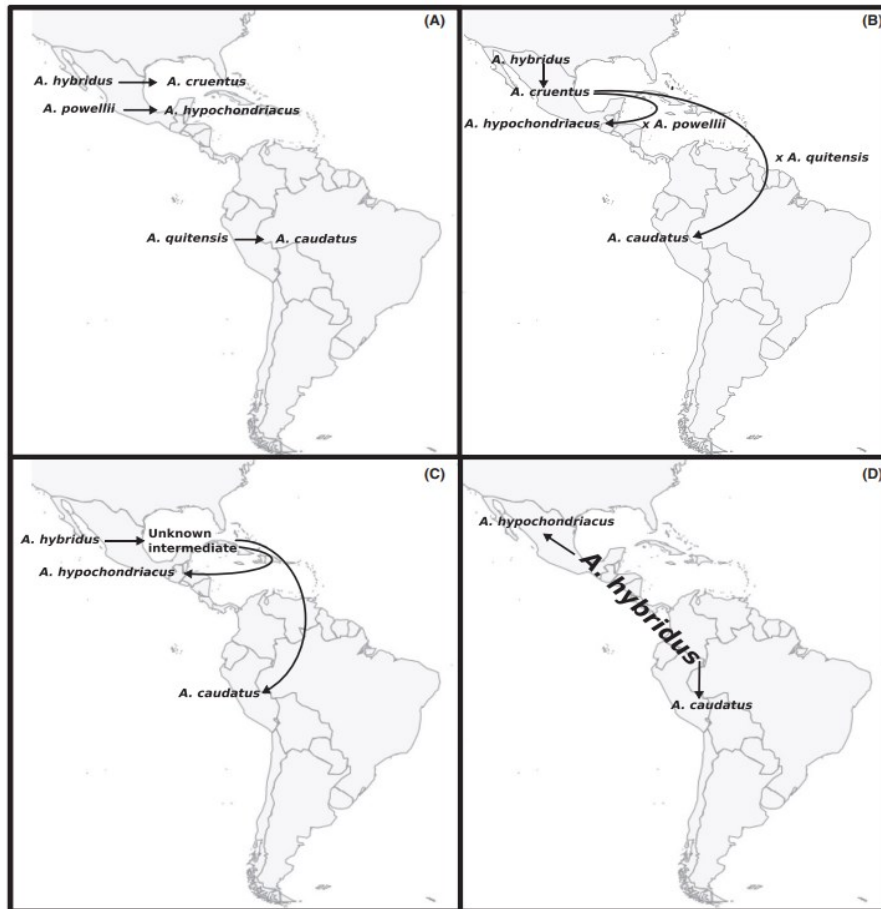 (A)
A. hybridus
A. cruentus
A. powellii
A. hypochondriacus
A. quitensis
A. caudatus
(B)
A. hybridus
A. cruentus
A. hypochondriacus
x A. powellii
x A. quitensis
A. caudatus
(C)
A. hybridus
Unknown
intermediate
A. hypochondriacus
A. caudatus
(D)
A. hypochondriacus
A. hybridus
A. caudatus